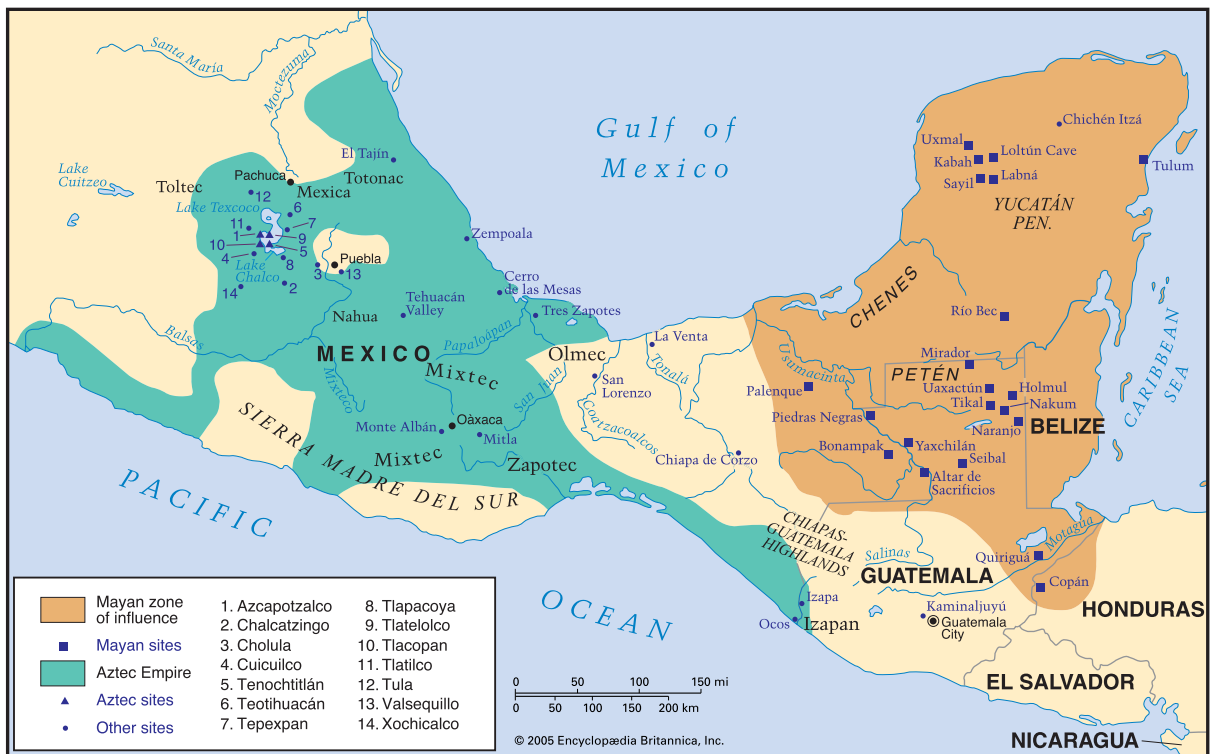 Santa María
Moctezuma
Gulf of
Mexico
Lake
Cuitzeo
Toltec
Pachuca
El Tajín
Totonac
Mexica
12
Lake Texcoco
6
11
7
1
9
10
5
4
8
Lake
Chalco
3
Puebla
13
14
2
Zempoala
Cerro
de las Mesas
Tehuacán
Valley
Tres Zapotes
Nahua
Papaloápan
Balsas
MEXICO
Mixteco
Mixtec
Olmec
La Venta
San Juan
San
Lorenzo
Tonalá
Coatzacoalcos
Oàxaca
Monte Albán
Mitla
Mixtec
Zapotec
SIERRA MADRE DEL SUR
Chiapa de Corzo
PACIFIC
OCEAN
Chichén Itzá
Uxmal
Loltún Cave
Kabah
Tulum
Sayil
Labná
YUCATÁN
PEN.
CHENES
Río Bec
CARIBBEAN
SEA
Mirador
Usumacinta
PETÉN
Palenque
Uaxactún
Holmul
Tikal
Nakum
Piedras Negras
Naranjo
BELIZE
Bonampak
Yaxchilán
Seibal
Altar de
Sacrificios
CHIAPAS-
GUATEMALA
HIGHLANDS
Salinas
Motagua
Quiriguá
GUATEMALA
Copán
HONDURAS
Izapa
Ocos
Izapan
Kaminaljuyú
Guatemala
City
EL SALVADOR
NICARAGUA
Mayan zone
of influence
Mayan sites
Aztec Empire
Aztec sites
Other sites
1. Azcapotzalco
2. Chalcatzingo
3. Cholula
4. Cuicuilco
5. Tenochtitlán
6. Teotihuacán
7. Tepexpan
8. Tlapacoya
9. Tlatelolco
10. Tlacopan
11. Tlatilco
12. Tula
13. Valsequillo
14. Xochicalco
0 50 100 150 mi
0 50 100 150 200 km
© 2005 Encyclopædia Britannica, Inc.